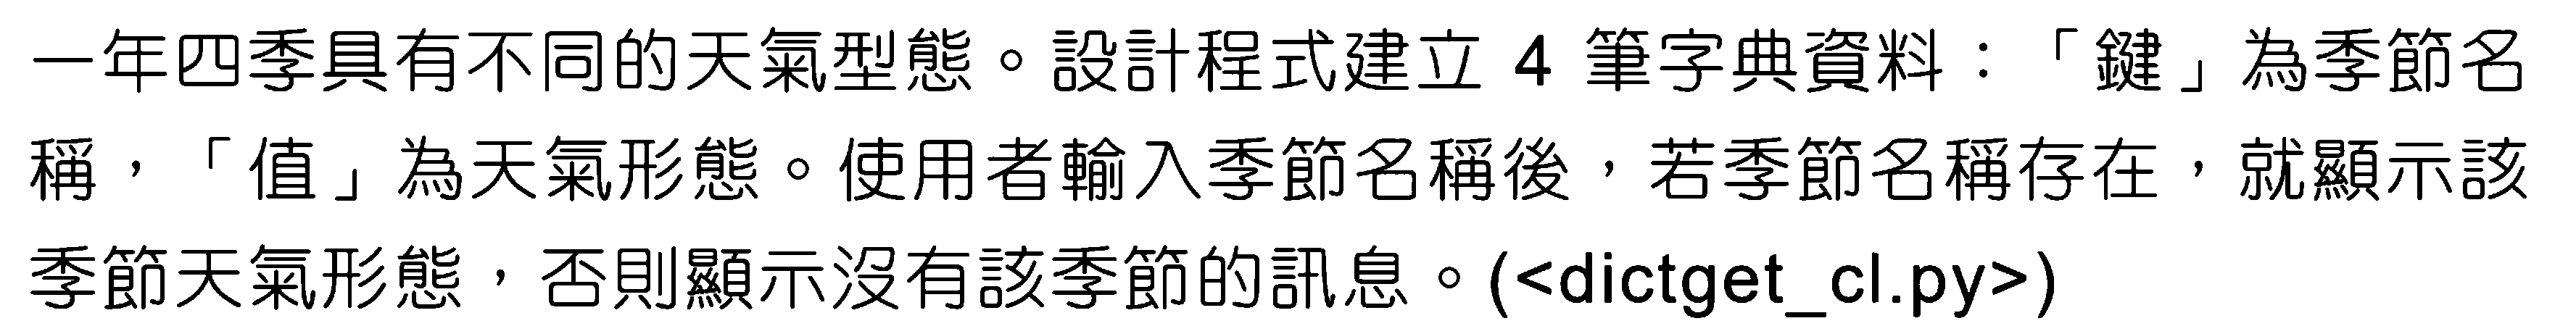 一年四季具有不同的天氣型態。設計程式建立 4 筆字典資料：「鍵」為季節名
稱，「值」為天氣形態。使用者輸入季節名稱後，若季節名稱存在，就顯示該
季節天氣形態，否則顯示沒有該季節的訊息。(<dictget_cl.py>)